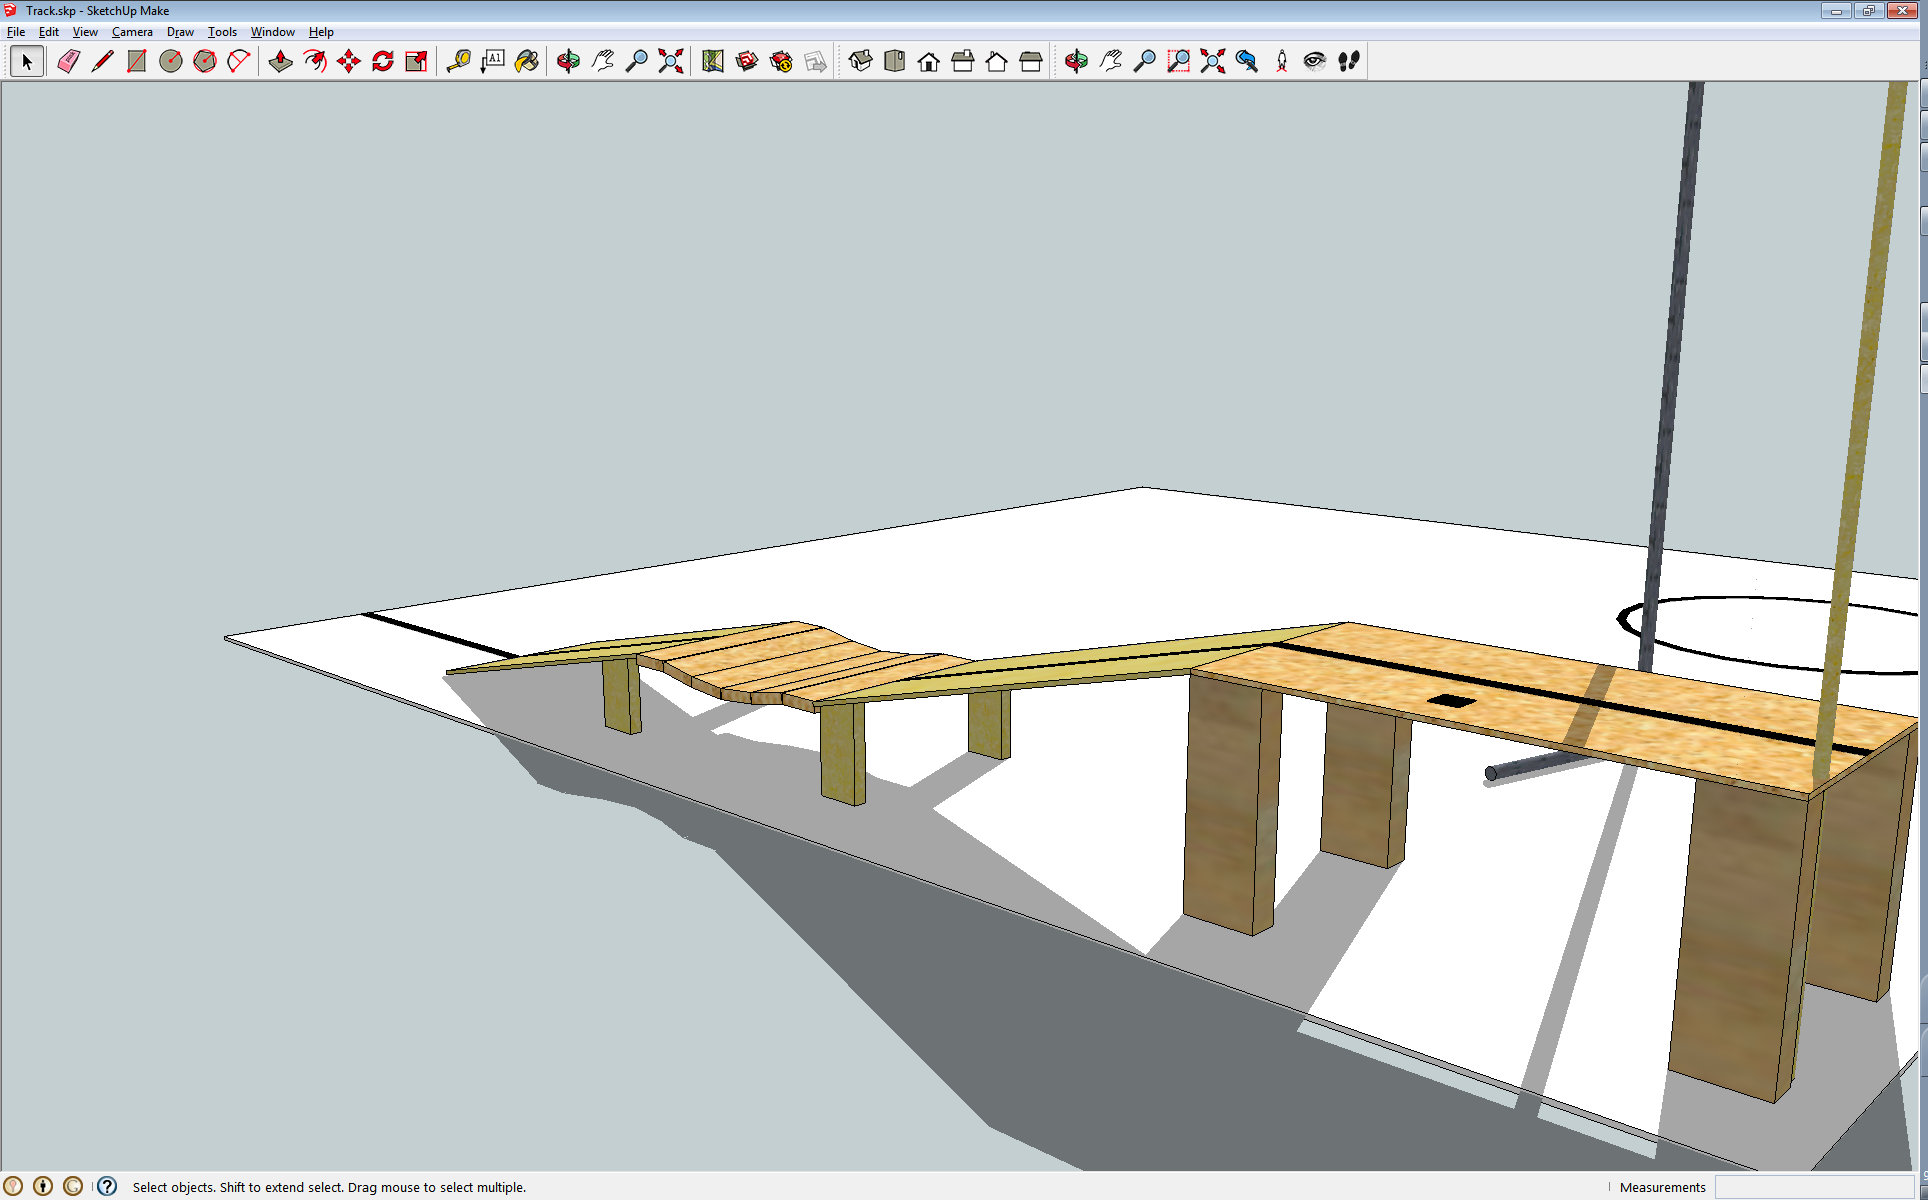 Track.skp - SketchUp Make
File Edit View Camera Draw Tools Window Help
A1
Select objects. Shift to extend select. Drag mouse to select multiple.
Measurements